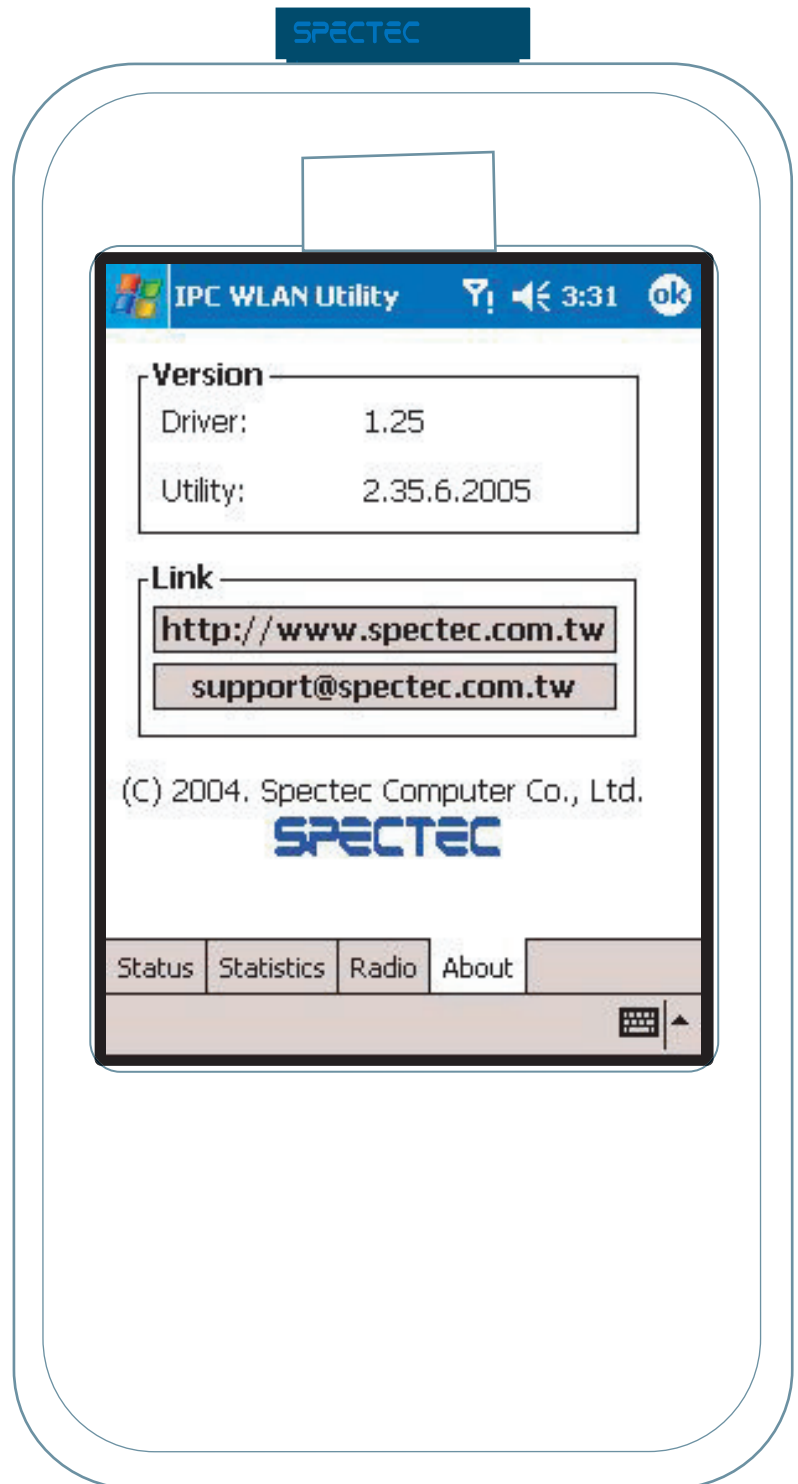 SPECTEC
IPC WLAN Utility 3:31 ok
Version
Driver: 1.25
Utility: 2.35.6.2005
Link
http://www.spectec.com.tw
support@spectec.com.tw
(C) 2004. Spectec Computer Co., Ltd.
SPECTEC
Status Statistics Radio About